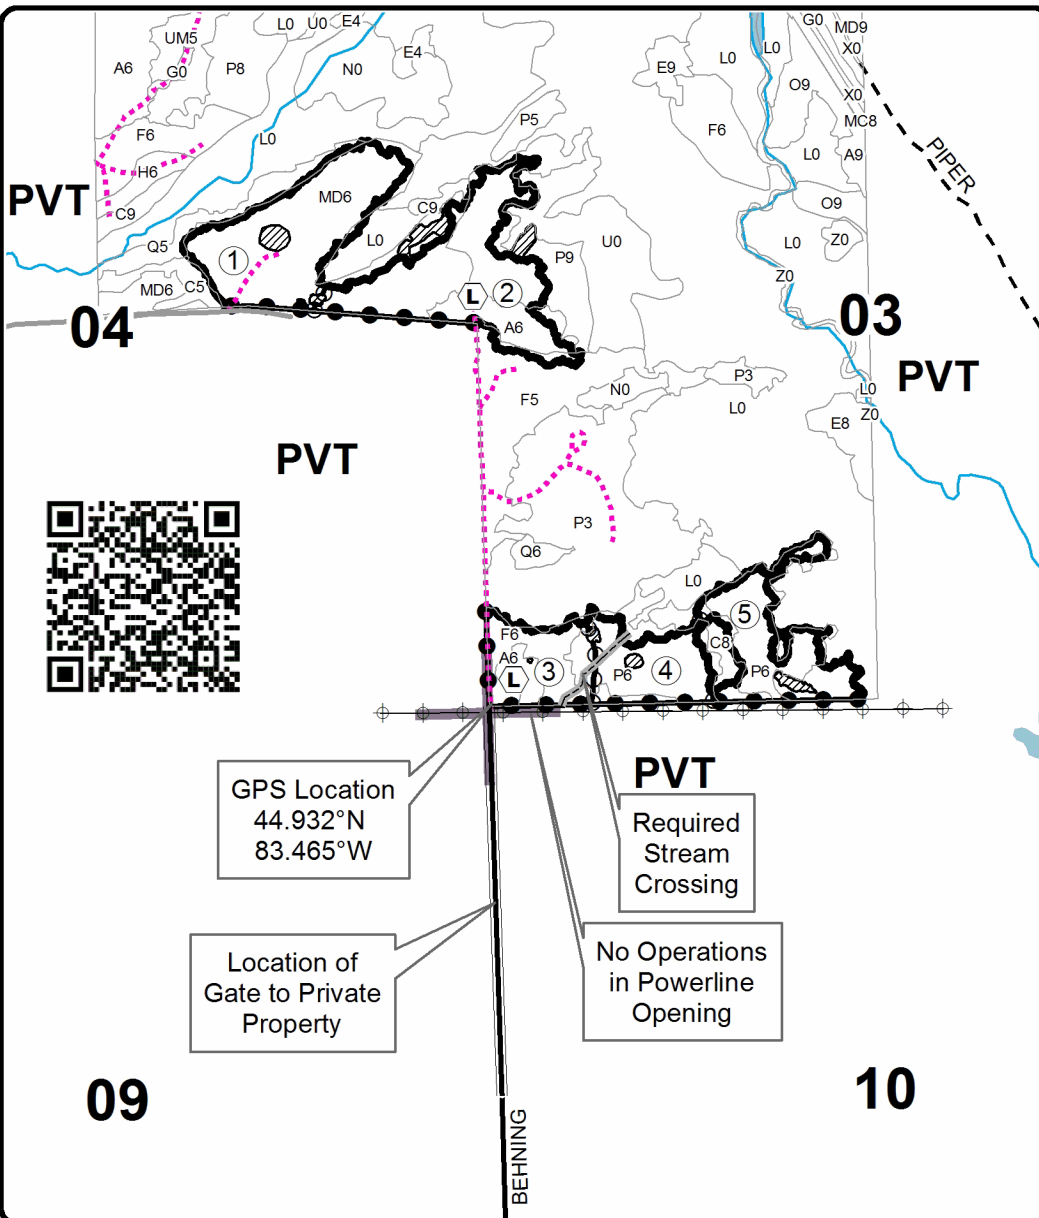 UM5
L0
U0
E4
G0
MD9
X0
A6
G0
P8
N0
E4
E9
L0
L0
O9
X0
P5
F6
MC8
F6
L0
H6
L0
A9
PIPER
PVT
MD6
C9
C9
O9
Q5
L0
U0
L0
Z0
1
P9
MD6
C5
L
2
Z0
04
A6
03
PVT
P3
N0
L0
F5
L0
Z0
E8
PVT
P3
Q6
L0
5
F6
C8
A6
3
P6
4
P6
L
PVT
GPS Location
44.932°N
83.465°W
Required
Stream
Crossing
Location of
Gate to Private
Property
No Operations
in Powerline
Opening
09
10
BEHNING